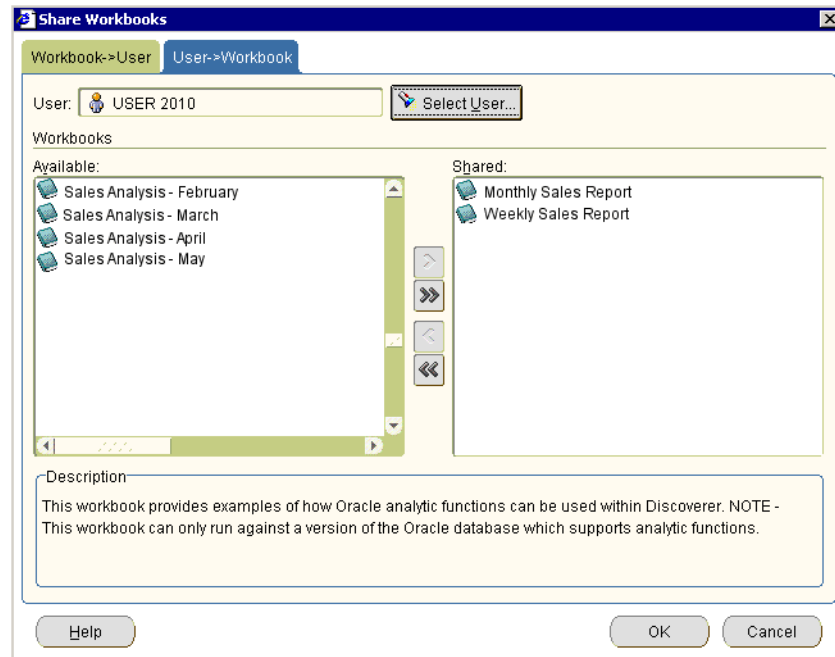 Share Workbooks
Workbook->User
User->Workbook
User:
USER 2010
Select User...
Workbooks
Available:
Sales Analysis - February
Sales Analysis - March
Sales Analysis - April
Sales Analysis - May
Shared:
Monthly Sales Report
Weekly Sales Report
Description
This workbook provides examples of how Oracle analytic functions can be used within Discoverer. NOTE -
This workbook can only run against a version of the Oracle database which supports analytic functions.
Help
OK
Cancel